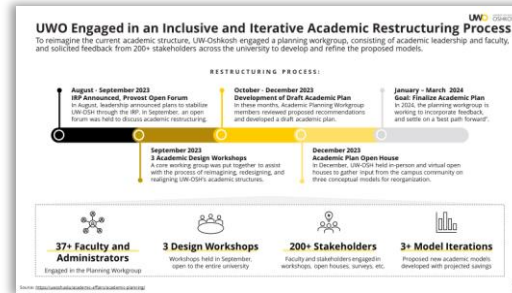 UWO
UWO Engaged in an Inclusive and Iterative Academic Restructuring Process
To reimagine the current academic structure, UW-Oshkosh engaged a planning workgroup, consisting of academic leadership and faculty,
and solicited feedback from 200+ stakeholders across the university to develop and refine the proposed models.
RESTRUCTURING PROCESS:
August - September 2023
IRP Announced, Provost Open Forum
In August, leadership announced plans to stabilize
UW-OSH through the IRP. In September, an open
forum was held to discuss academic restructuring.
October - December 2023
Development of Draft Academic Plan
In these months, Academic Planning Workgroup
members reviewed proposed recommendations
and developed a draft academic plan.
January – March 2024
Goal: Finalize Academic Plan
In 2024, the planning workgroup is
working to incorporate feedback,
and settle on a "best path forward".
September 2023
3 Academic Design Workshops
A core working group was put together to assist
with the process of reimagining, redesigning, and
realigning UW-OSH's academic structures.
December 2023
Academic Plan Open House
In December, UW-OSH held in-person and virtual open
houses to gather input from the campus community on
three conceptual models for reorganization.
37+ Faculty and
Administrators
Engaged in the Planning Workgroup
3 Design Workshops
Workshops held in September,
open to the entire university
200+ Stakeholders
Faculty and stakeholders engaged in
workshops, open houses, surveys, etc.
3+ Model Iterations
Proposed new academic models
developed with projected savings
Source: https://uwosh.edu/academic-affairs/academic-planning/